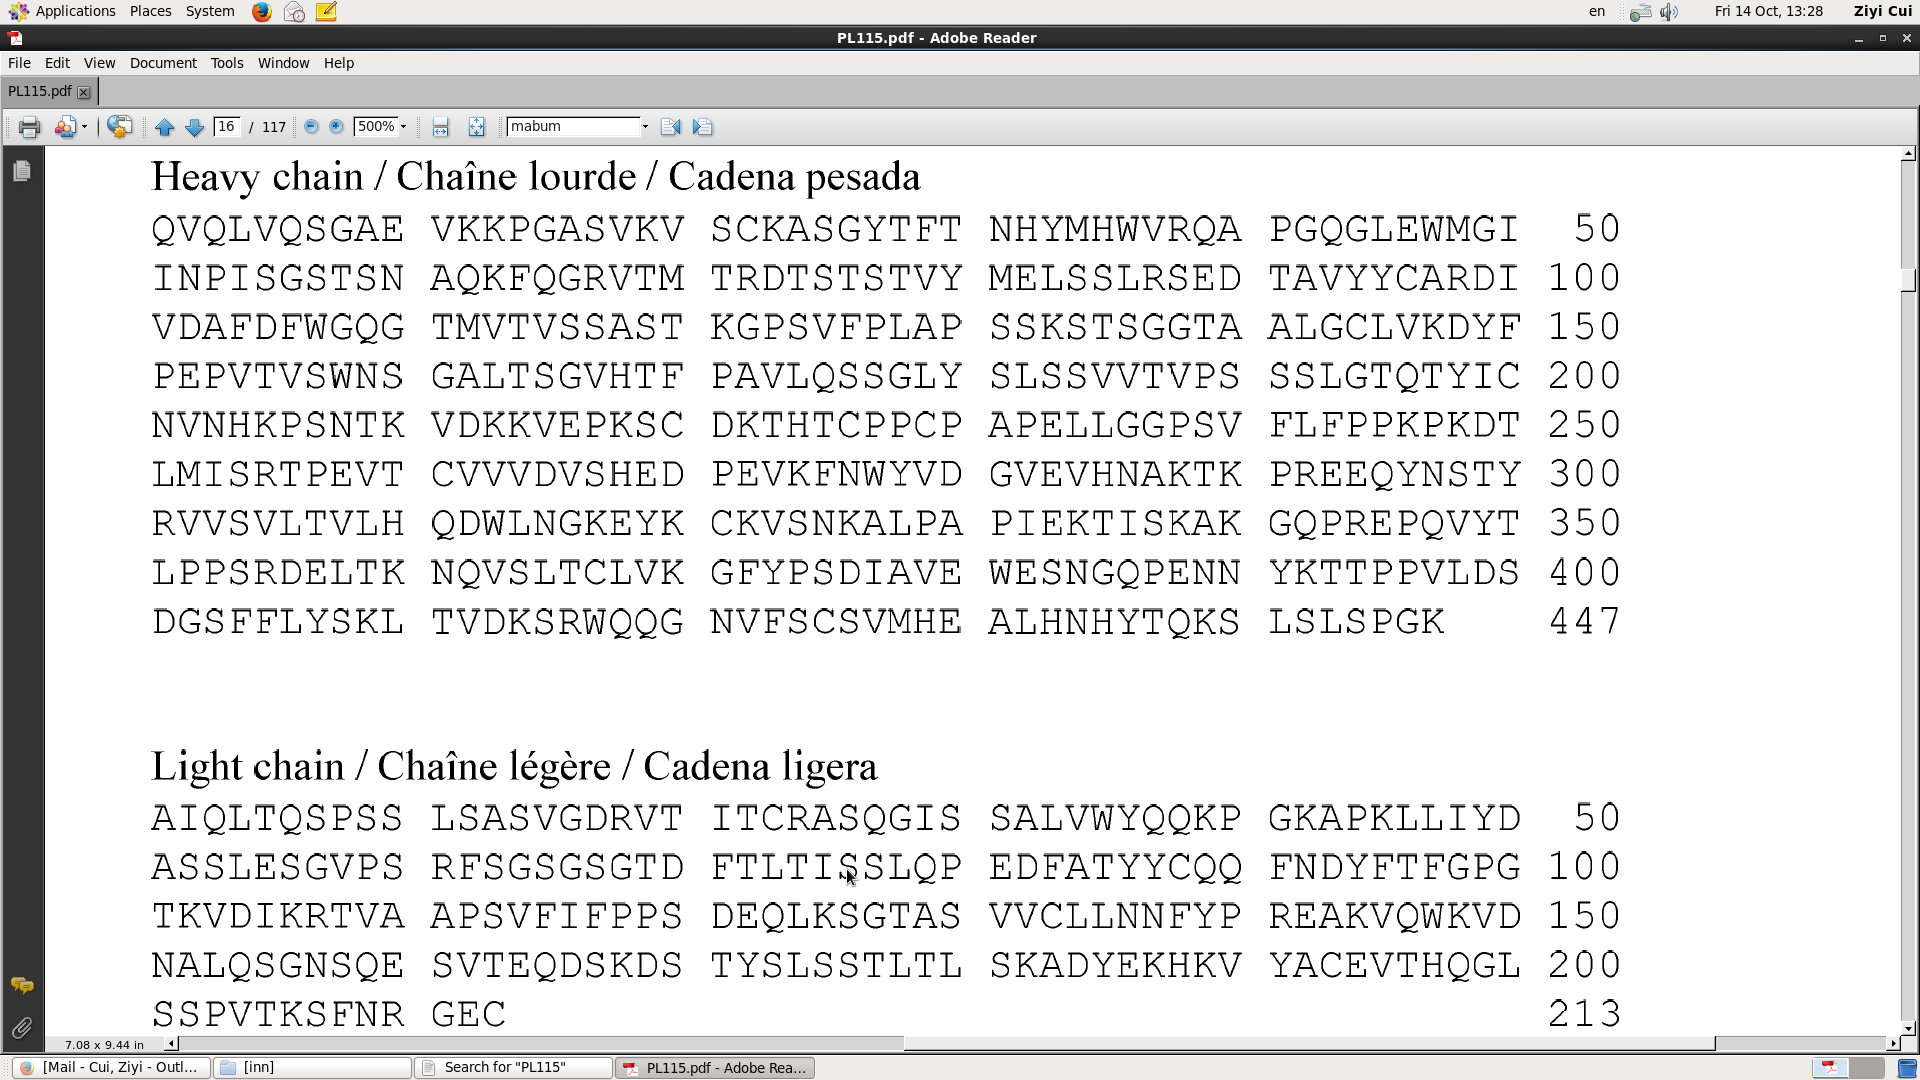 Applications Places System en Fri 14 Oct, 13:28 Ziyi Cui
PL115.pdf - Adobe Reader
File Edit View Document Tools Window Help
PL115.pdf
16 / 117 500% mabum
Heavy chain / Chaîne lourde / Cadena pesada
QVQLVQSGAE VKKPGASVKV SCKASGYTFT NHYMHWVRQA PGQGLEWMGI 50
INPISGSTSN AQKFQGRVTM TRDTSTSTVY MELSSLRSED TAVYYCARDI 100
VDAFDFWGQG TMVTVSSAST KGPSVFPLAP SSKSTSGGTA ALGCLVKDYF 150
PEPVTVSWNS GALTSGVHTF PAVLQSSGLY SLSSVVTVPS SSLGTQTYIC 200
NVNHKPSNTK VDKKVEPKSC DKTHTCPPCP APELLGGPSV FLFPPKPKDT 250
LMISRTPEVT CVVVDVSHED PEVKFNWYVD GVEVHNAKTK PREEQYNSTY 300
RVVSVLTVLH QDWLNGKEYK CKVSNKALPA PIEKTISKAK GQPREPQVYT 350
LPPSRDELTK NQVSLTCLVK GFYPSDIAVE WESNGQPENN YKTTPPVLDS 400
DGSFFLYSKL TVDKSRWQQG NVFSCSVMHE ALHNHYTQKS LSLSPGK 447
Light chain / Chaîne légère / Cadena ligera
AIQLTQSPSS LSASVGDRVT ITCRASQGIS SALVWYQQKP GKAPKLLIYD 50
ASSLESGVPS RFSGSGSGTD FTLTISSLQP EDFATYYCQQ FNDYFTFGPG 100
TKVDIKRTVA APSVFIFPPS DEQLKSGTAS VVCLLNNFYP REAKVQWKVD 150
NALQSGNSQE SVTEQDSKDS TYSLSSTLTL SKADYEKHKV YACEVTHQGL 200
SSPVTKSFNR GEC 213
7.08 x 9.44 in
[Mail - Cui, Ziyi - Outl... [inn] Search for "PL115" PL115.pdf - Adobe Rea...